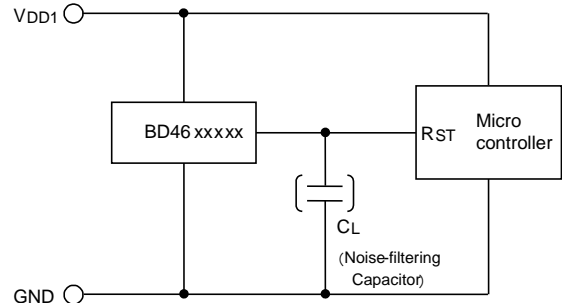 VDD1
BD46xxxxx
RST
Micro
controller
CL
(Noise-filtering
Capacitor)
GND